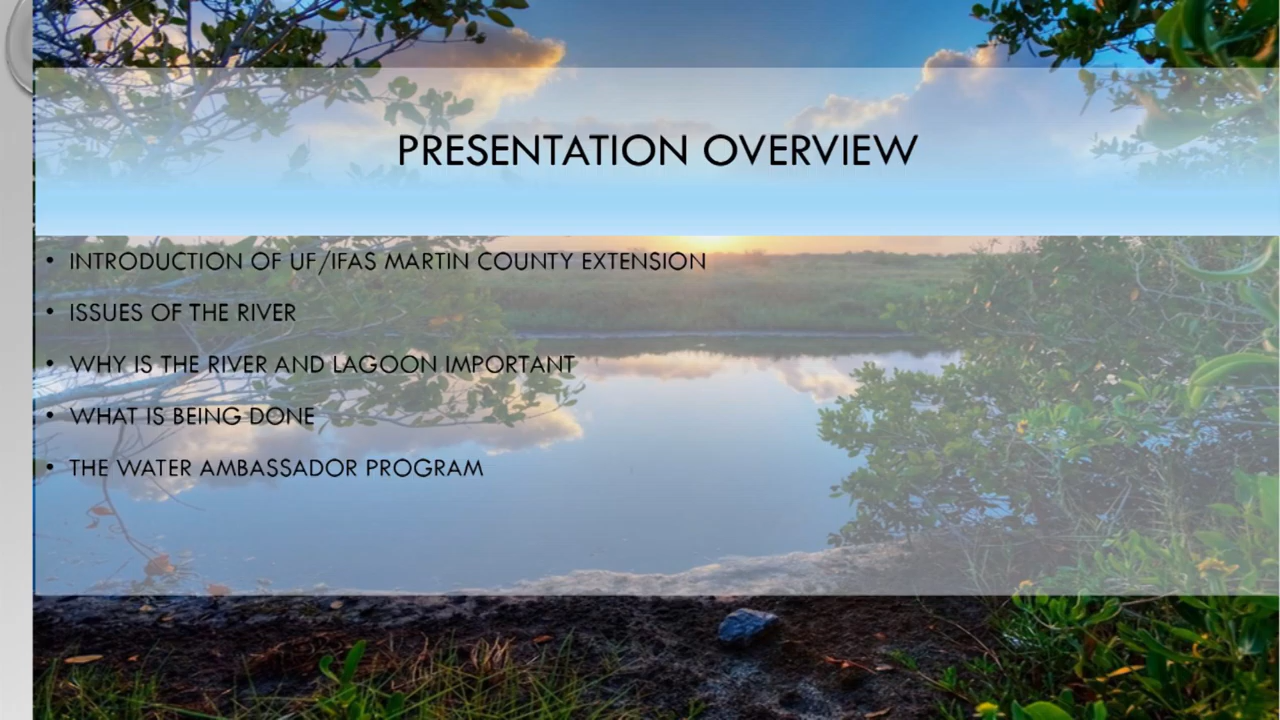 PRESENTATION OVERVIEW
• INTRODUCTION OF UF/IFAS MARTIN COUNTY EXTENSION
• ISSUES OF THE RIVER
• WHY IS THE RIVER AND LAGOON IMPORTANT
• WHAT IS BEING DONE
• THE WATER AMBASSADOR PROGRAM